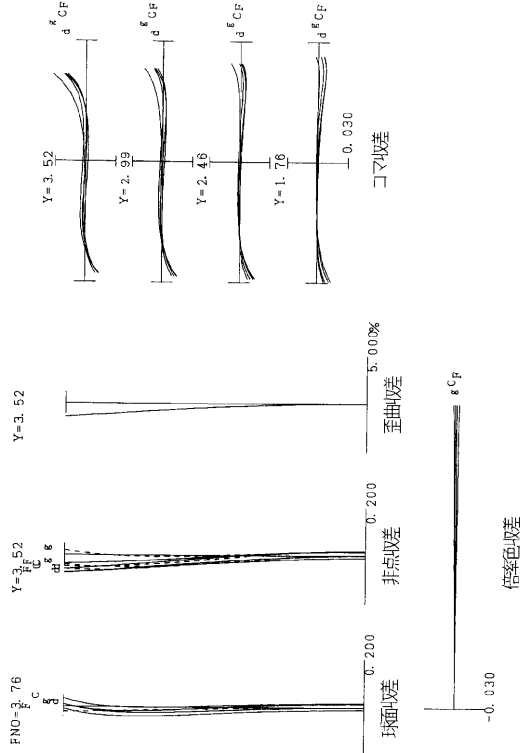 FNO=3.76
F C
g
d
0.200
球面収差
Y=3.52
F F
C C
g g
d d
0.200
非点収差
Y=3.52
5.000%
歪曲収差
Y=3.52
d g C F
Y=2.99
d g C F
Y=2.46
d g C F
Y=1.76
d g C F
0.030
コマ収差
g C F
-0.030
倍率色収差